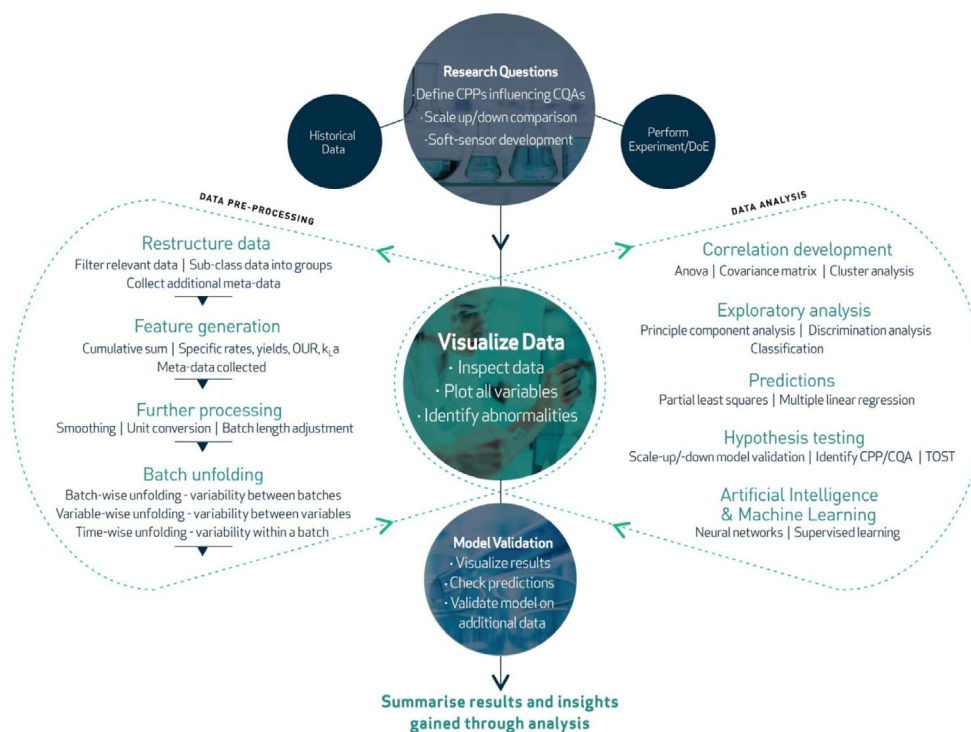 Research Questions
·Define CPPs influencing CQAs
·Scale up/down comparison
·Soft-sensor development
Historical
Data
Perform
Experiment/DoE
DATA PRE-PROCESSING
Restructure data
Filter relevant data | Sub-class data into groups
Collect additional meta-data
Feature generation
Cumulative sum | Specific rates, yields, OUR, kLa
Meta-data collected
Further processing
Smoothing | Unit conversion | Batch length adjustment
Batch unfolding
Batch-wise unfolding - variability between batches
Variable-wise unfolding - variability between variables
Time-wise unfolding - variability within a batch
Visualize Data
· Inspect data
· Plot all variables
· Identify abnormalities
DATA ANALYSIS
Correlation development
Anova | Covariance matrix | Cluster analysis
Exploratory analysis
Principle component analysis | Discrimination analysis
Classification
Predictions
Partial least squares | Multiple linear regression
Hypothesis testing
Scale-up/-down model validation | Identify CPP/CQA | TOST
Artificial Intelligence
& Machine Learning
Neural networks | Supervised learning
Model Validation
· Visualize results
· Check predictions
· Validate model on
additional data
Summarise results and insights
gained through analysis